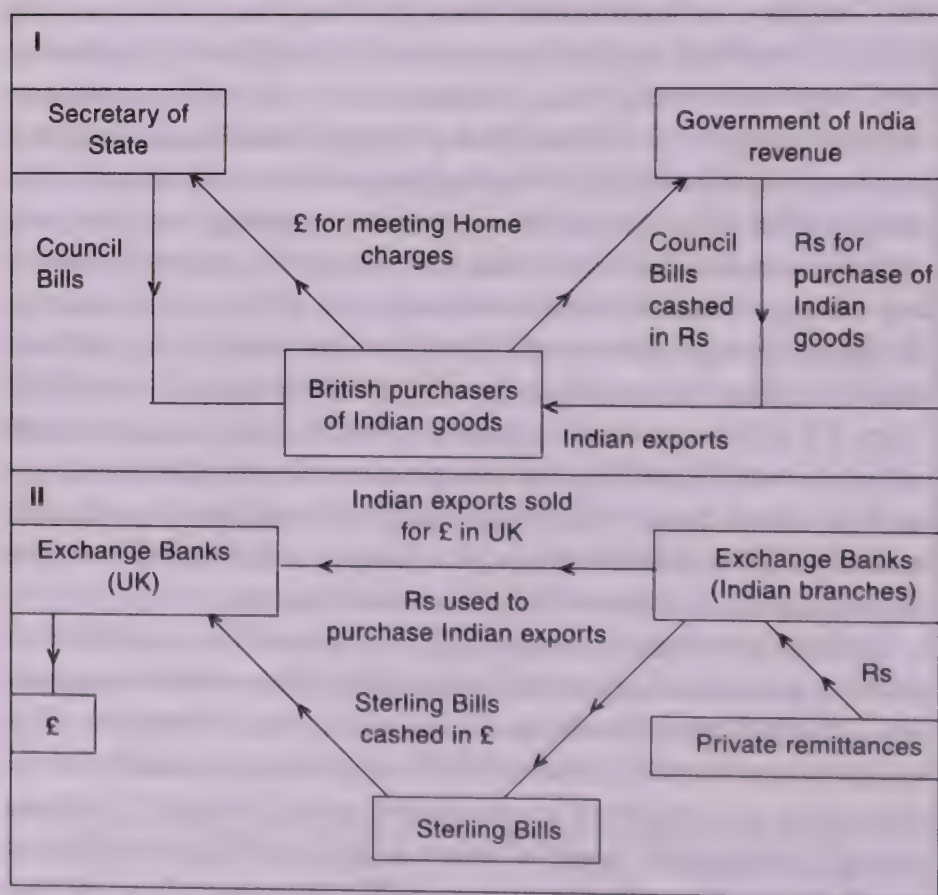 I
Secretary of
State
Government of India
revenue
£ for meeting Home
charges
Council
Bills
Council
Bills
cashed
in Rs
Rs for
purchase of
Indian
goods
British purchasers
of Indian goods
Indian exports
II
Indian exports sold
for £ in UK
Exchange Banks
(UK)
Exchange Banks
(Indian branches)
Rs used to
purchase Indian exports
Rs
£
Sterling Bills
cashed in £
Private remittances
Sterling Bills